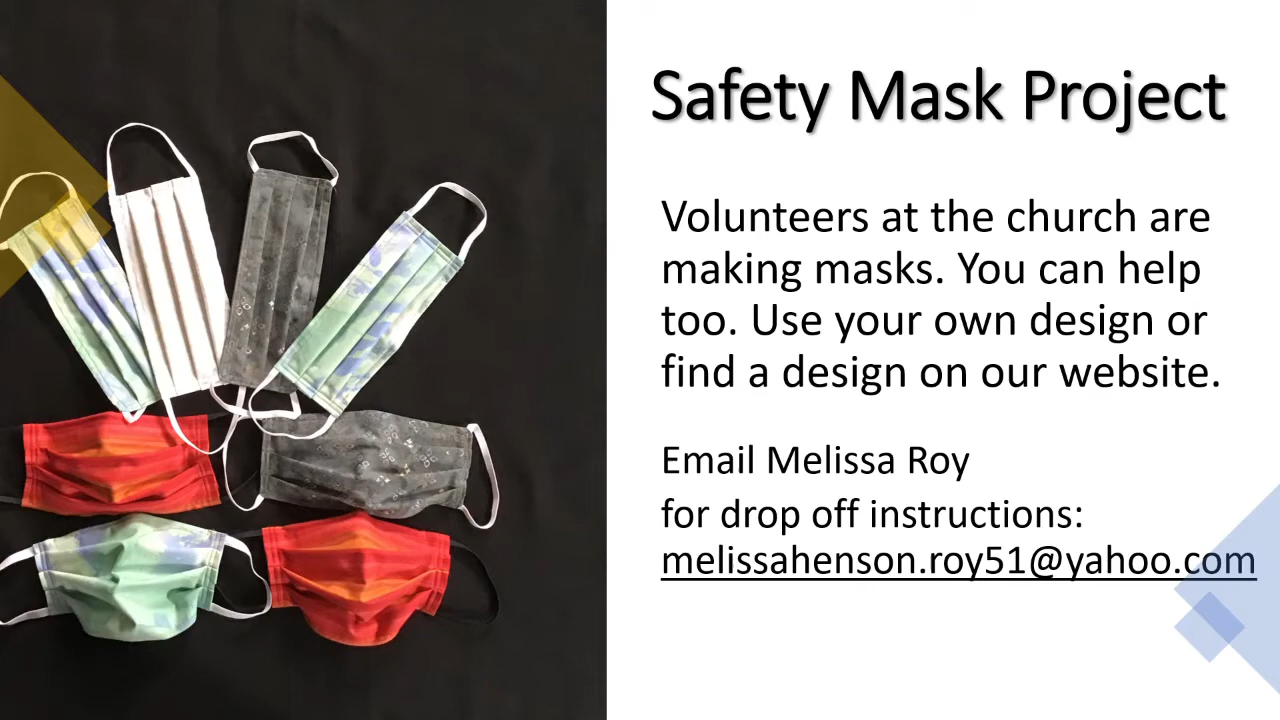 Safety Mask Project
Volunteers at the church are
making masks. You can help
too. Use your own design or
find a design on our website.
Email Melissa Roy
for drop off instructions:
melissahenson.roy51@yahoo.com